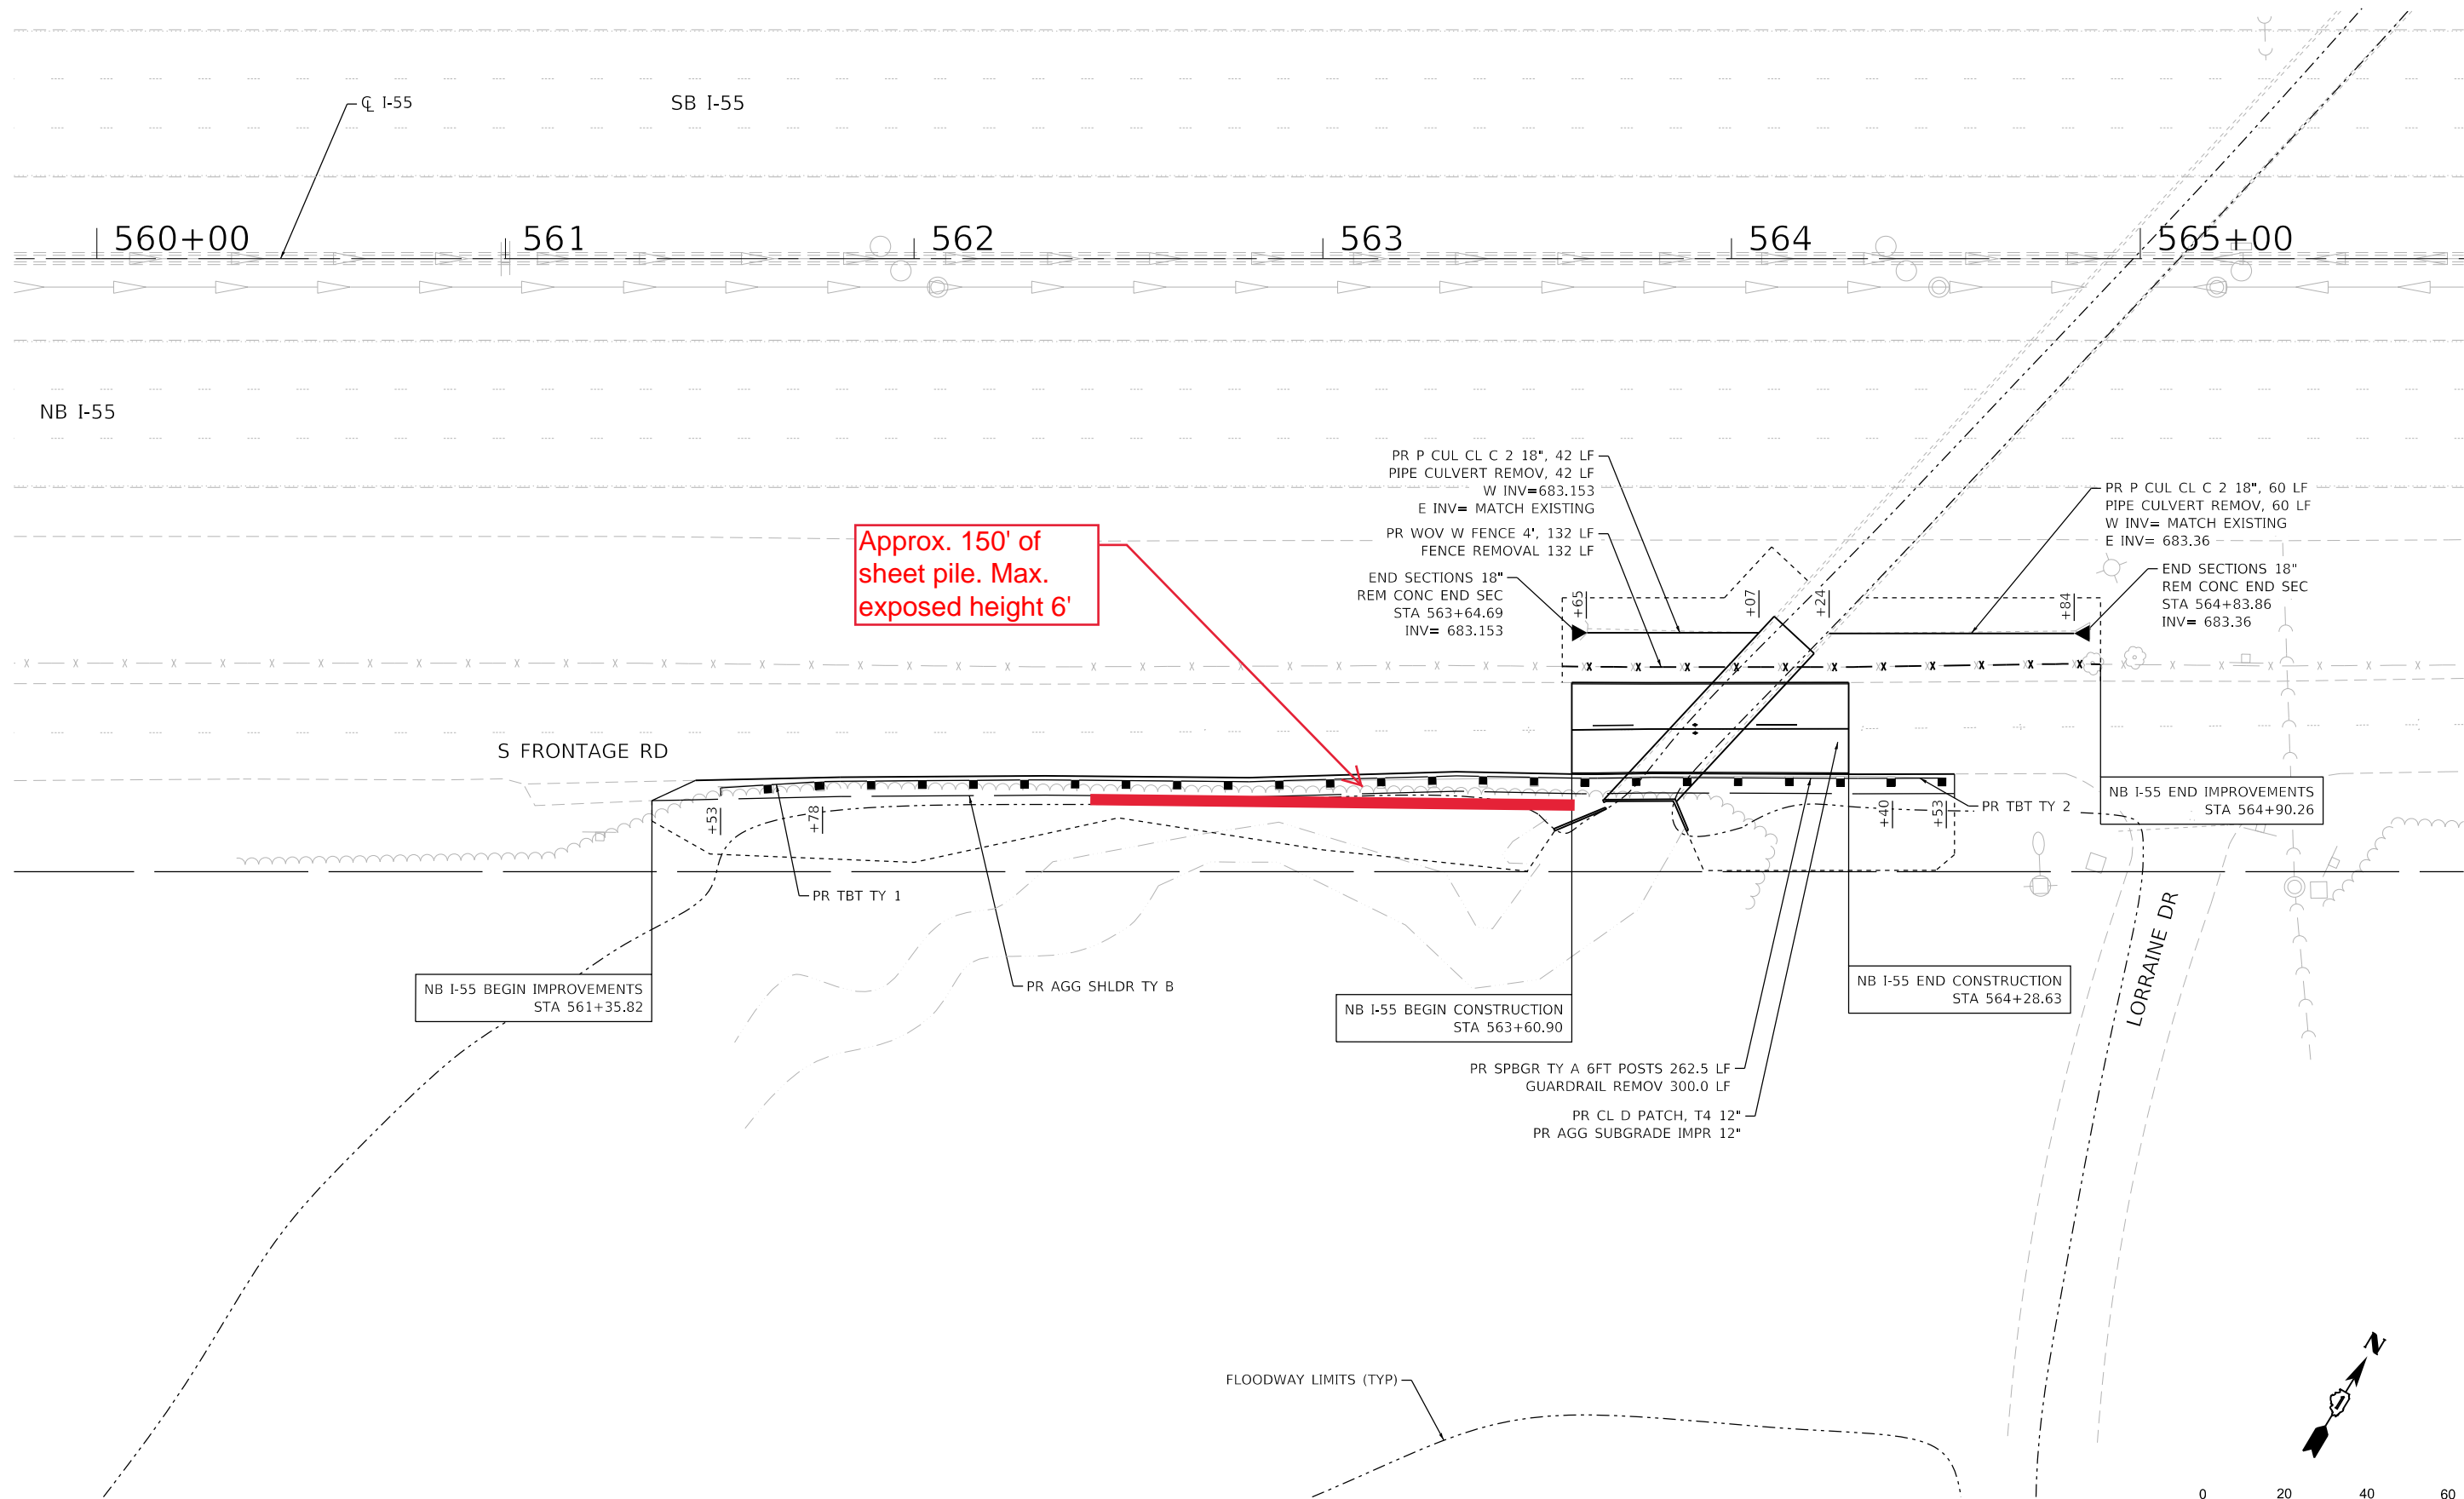 ℄ I-55
SB I-55
560+00
561
562
563
564
565+00
NB I-55
PR P CUL CL C 2 18", 42 LF
PIPE CULVERT REMOV, 42 LF
W INV=683.153
E INV= MATCH EXISTING
PR WOV W FENCE 4', 132 LF
FENCE REMOVAL 132 LF
END SECTIONS 18"
REM CONC END SEC
STA 563+64.69
INV= 683.153
PR P CUL CL C 2 18", 60 LF
PIPE CULVERT REMOV, 60 LF
W INV= MATCH EXISTING
E INV= 683.36
END SECTIONS 18"
REM CONC END SEC
STA 564+83.86
INV= 683.36
Approx. 150' of
sheet pile. Max.
exposed height 6'
+65
+07
+24
+84
S FRONTAGE RD
+53
+78
+40
+53
PR TBT TY 2
NB I-55 END IMPROVEMENTS
STA 564+90.26
PR TBT TY 1
PR AGG SHLDR TY B
NB I-55 BEGIN IMPROVEMENTS
STA 561+35.82
NB I-55 BEGIN CONSTRUCTION
STA 563+60.90
NB I-55 END CONSTRUCTION
STA 564+28.63
LORRAINE DR
PR SPBGR TY A 6FT POSTS 262.5 LF
GUARDRAIL REMOV 300.0 LF
PR CL D PATCH, T4 12"
PR AGG SUBGRADE IMPR 12"
FLOODWAY LIMITS (TYP)
N
0 20 40 60